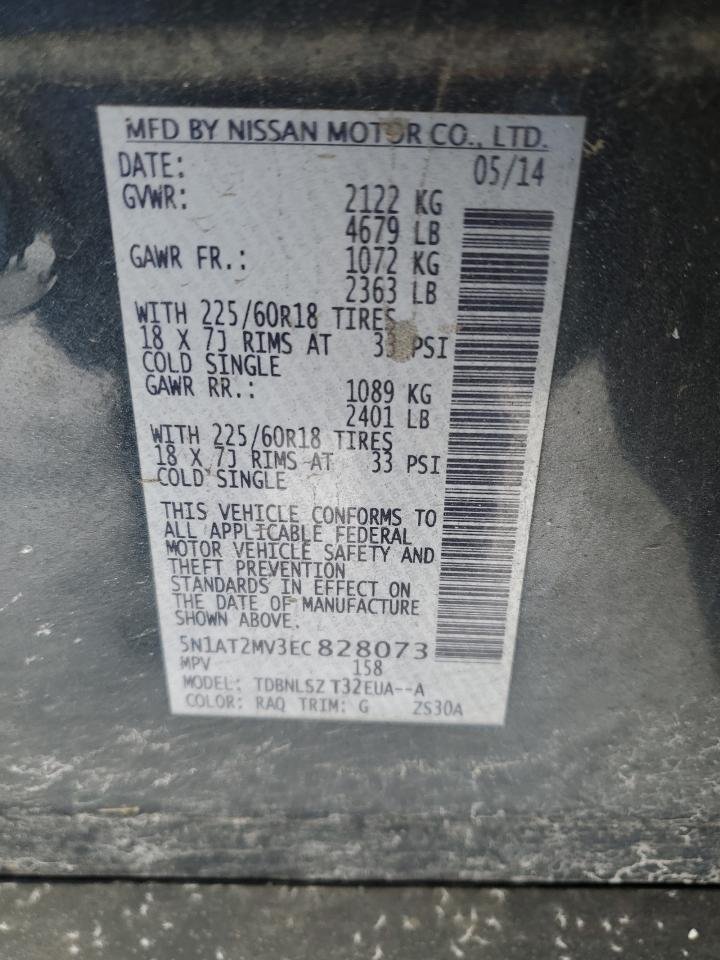 MFD BY NISSAN MOTOR CO., LTD.
DATE: 05/14
GVWR: 2122 KG
4679 LB
GAWR FR.: 1072 KG
2363 LB
WITH 225/60R18 TIRES
18 X 7J RIMS AT 33 PSI
COLD SINGLE
GAWR RR.: 1089 KG
2401 LB
WITH 225/60R18 TIRES
18 X 7J RIMS AT 33 PSI
COLD SINGLE
THIS VEHICLE CONFORMS TO
ALL APPLICABLE FEDERAL
MOTOR VEHICLE SAFETY AND
THEFT PREVENTION
STANDARDS IN EFFECT ON
THE DATE OF MANUFACTURE
SHOWN ABOVE.
5N1AT2MV3EC828073
MPV 158
MODEL: TDBNLSZ T32EUA--A
COLOR: RAQ TRIM: G ZS30A